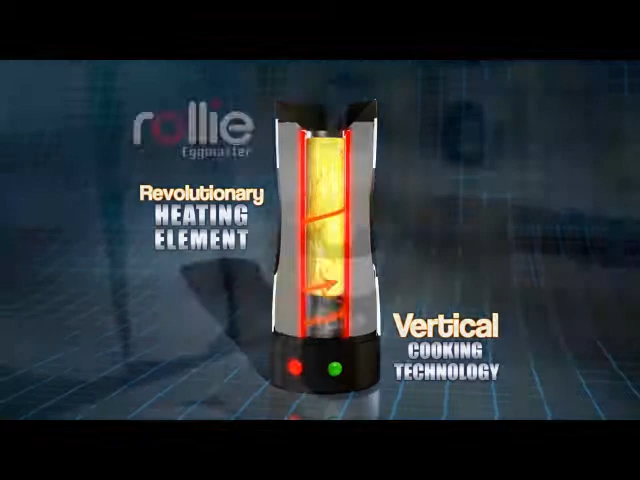 rollie
Eggmaster
Revolutionary
HEATING
ELEMENT
Vertical
COOKING
TECHNOLOGY